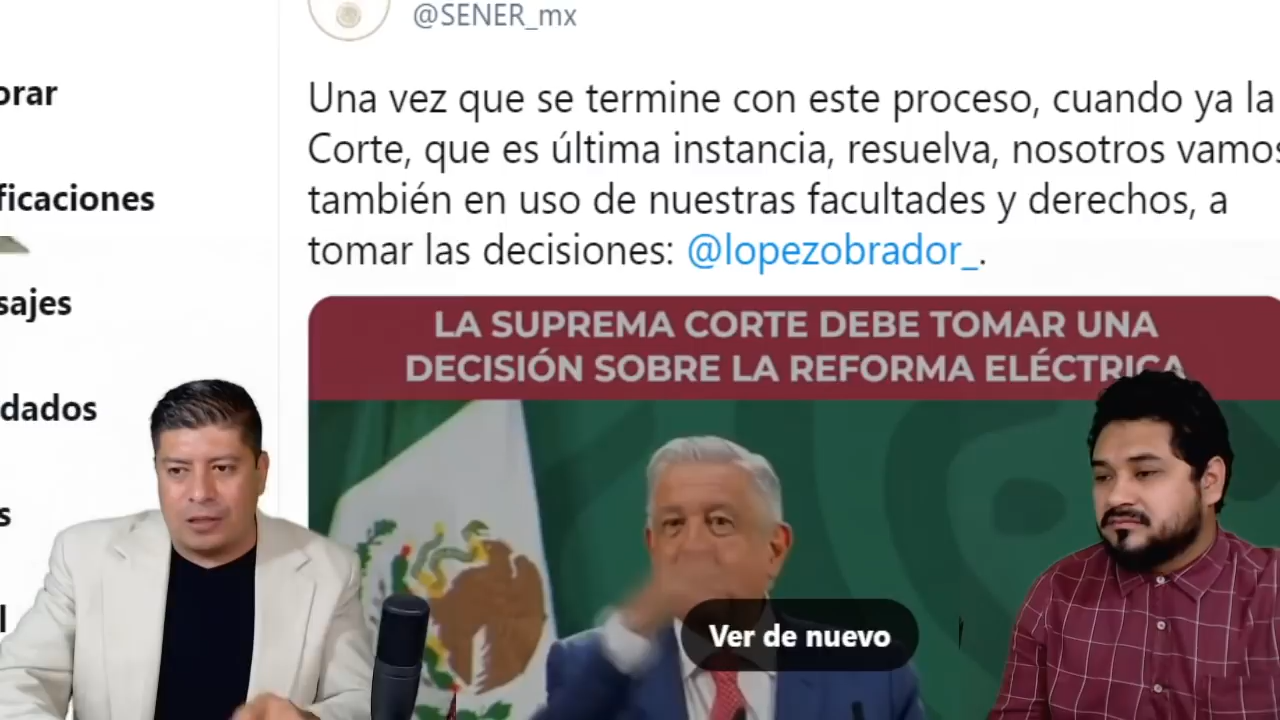 @SENER_mx
orar
Una vez que se termine con este proceso, cuando ya la
Corte, que es última instancia, resuelva, nosotros vamos
ficaciones
también en uso de nuestras facultades y derechos, a
tomar las decisiones: @lopezobrador_.
sajes
LA SUPREMA CORTE DEBE TOMAR UNA
DECISIÓN SOBRE LA REFORMA ELÉCTRICA
dados
s
l
Ver de nuevo